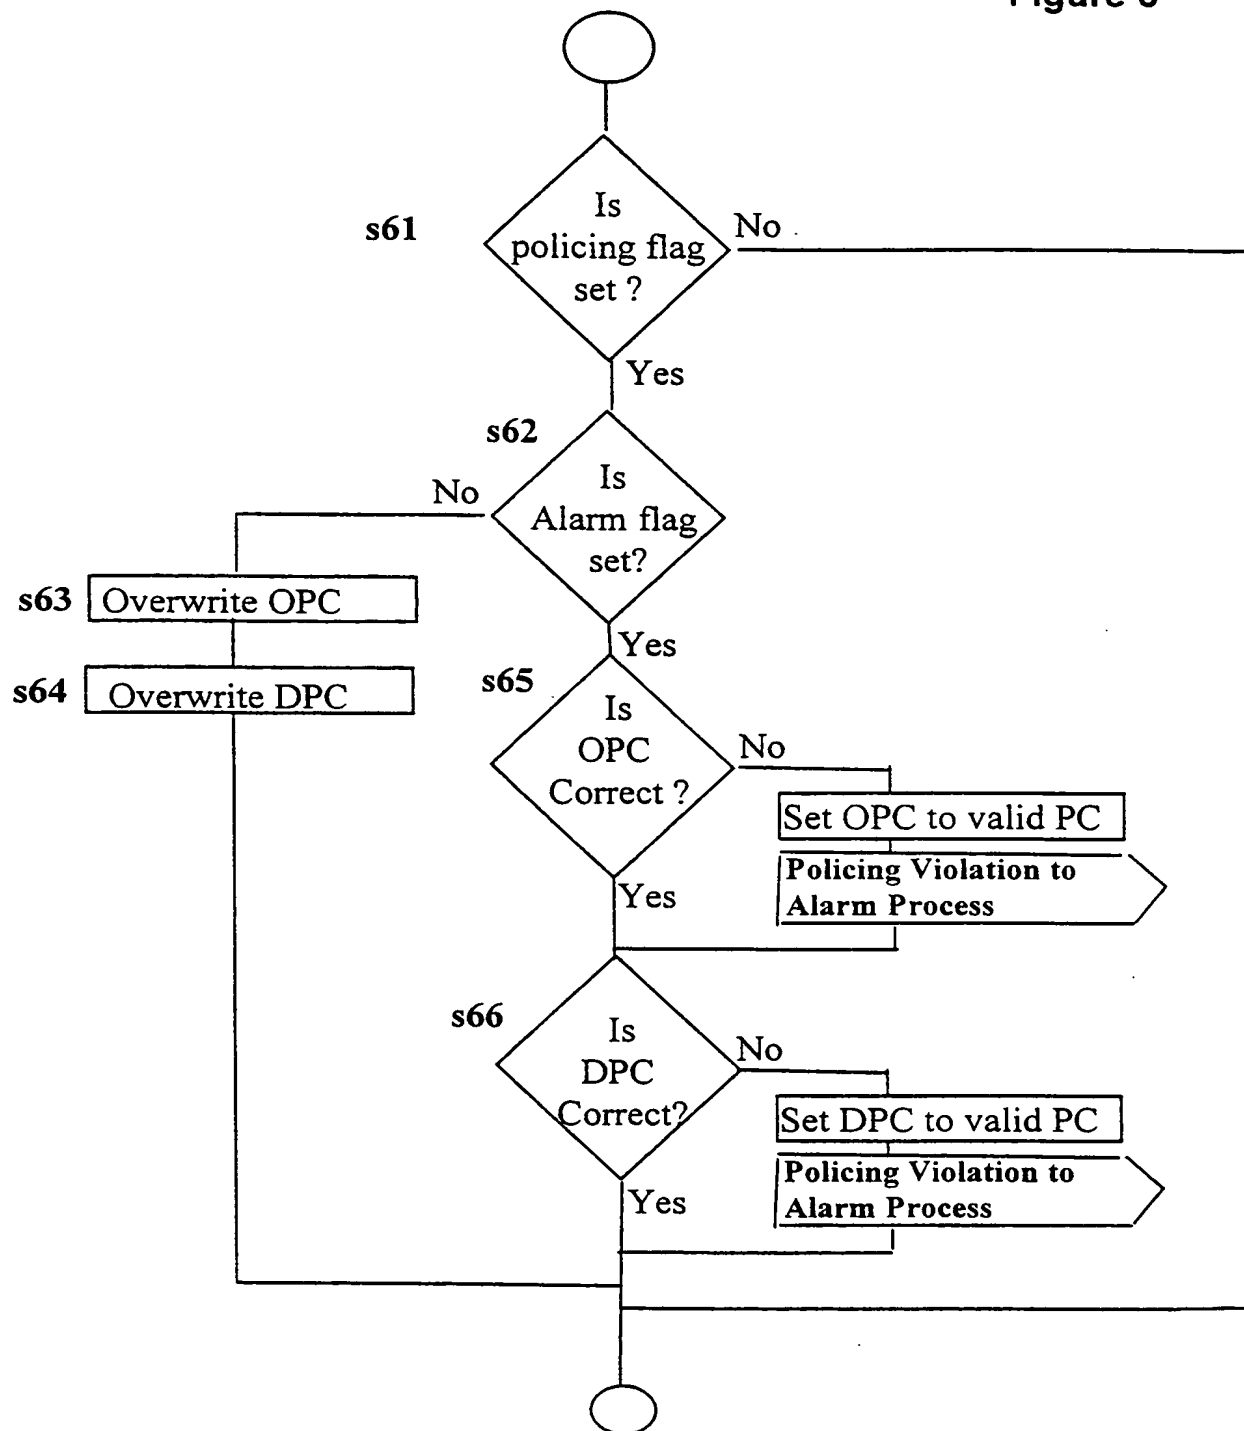 s61
Is
policing flag
set ?
No
Yes
s62
Is
Alarm flag
set?
No
s63
Overwrite OPC
s64
Overwrite DPC
Yes
s65
Is
OPC
Correct ?
No
Set OPC to valid PC
Policing Violation to
Alarm Process
Yes
s66
Is
DPC
Correct?
No
Set DPC to valid PC
Policing Violation to
Alarm Process
Yes